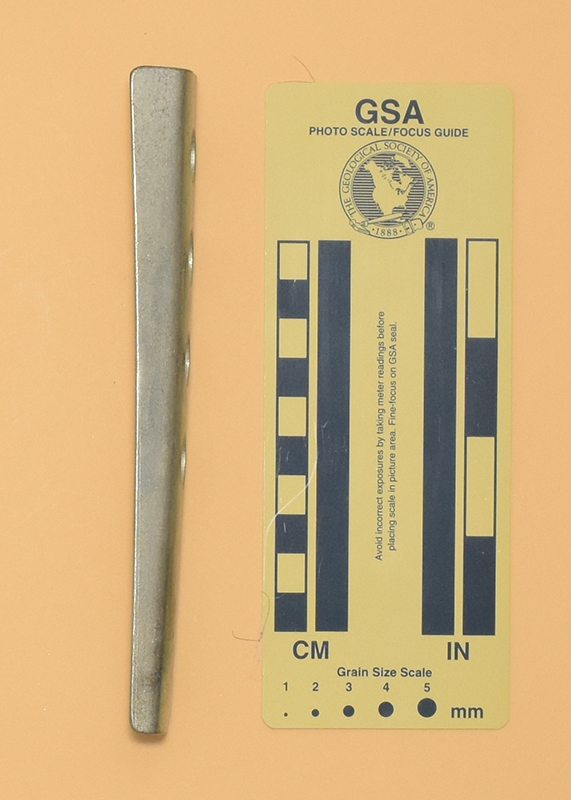 GSA
PHOTO SCALE/FOCUS GUIDE
THE GEOLOGICAL SOCIETY OF AMERICA
·1888·
®
Avoid incorrect exposures by taking meter readings before
placing scale in picture area. Fine-focus on GSA seal.
CM
IN
Grain Size Scale
1 2 3 4 5
mm